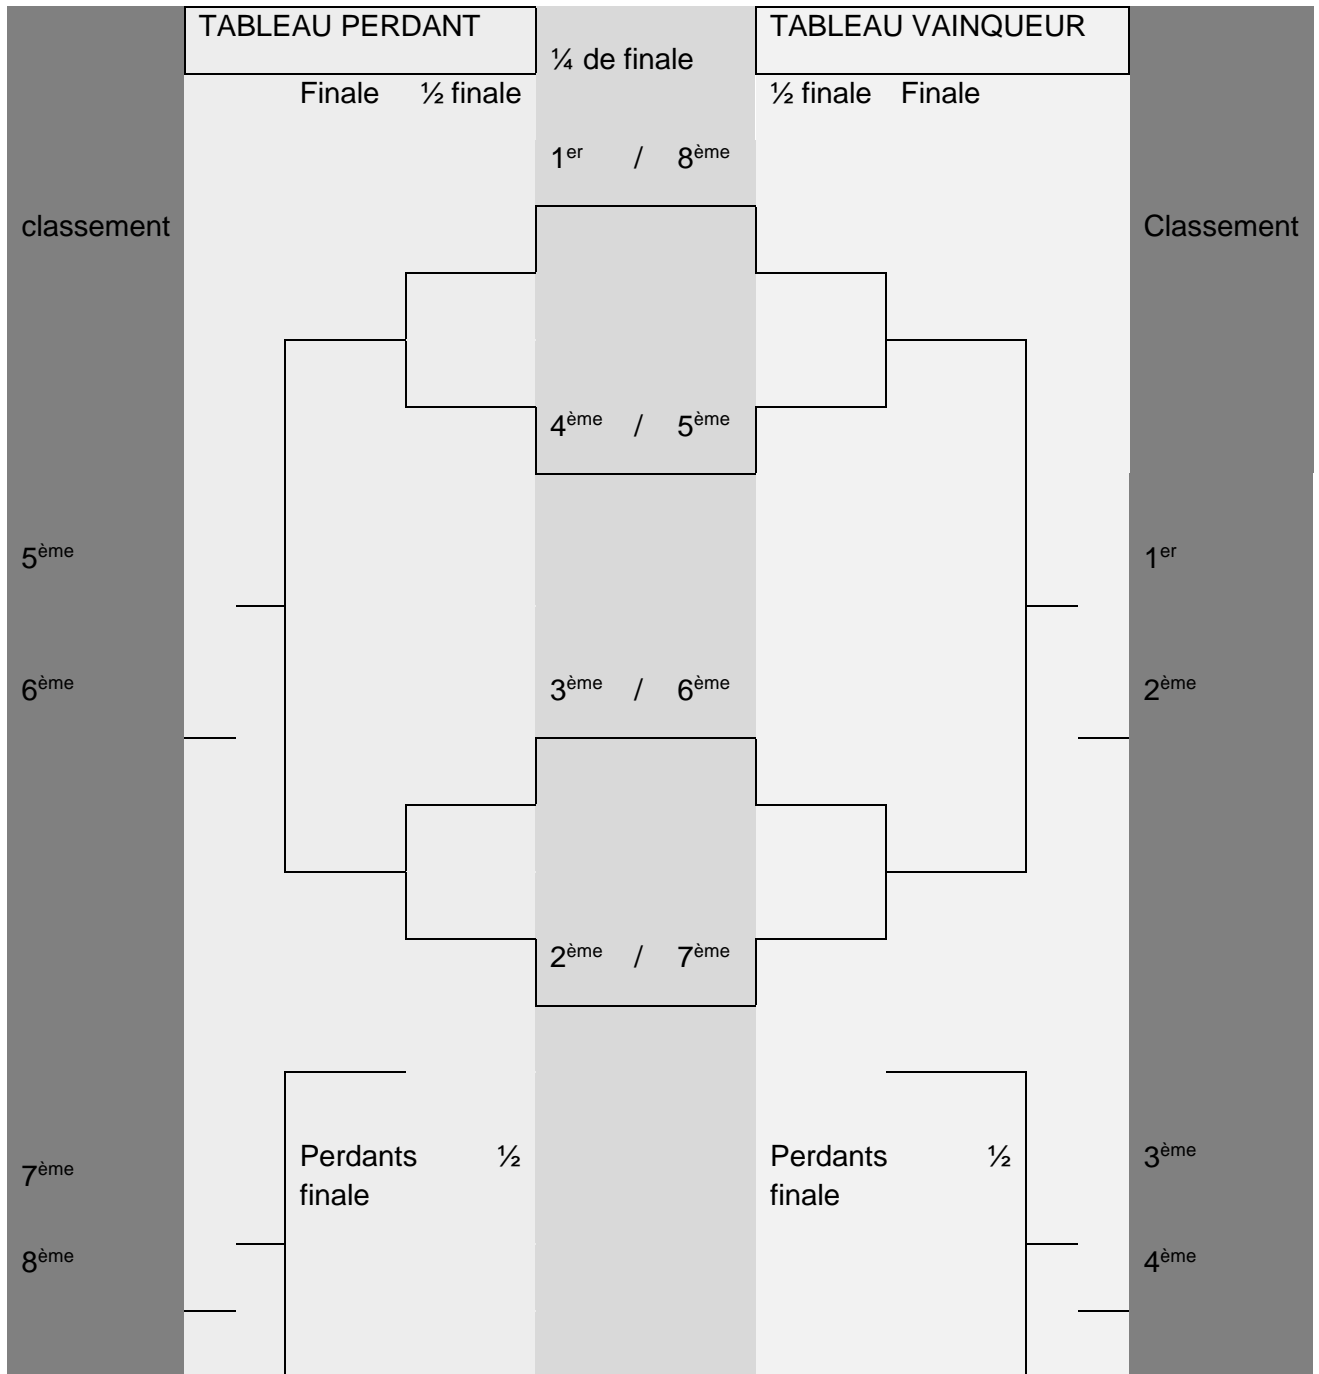 TABLEAU PERDANT
¼ de finale
TABLEAU VAINQUEUR
Finale ½ finale
½ finale Finale
1er / 8ème
classement
Classement
4ème / 5ème
5ème
1er
6ème
3ème / 6ème
2ème
2ème / 7ème
Perdants ½
finale
Perdants ½
finale
7ème
3ème
8ème
4ème